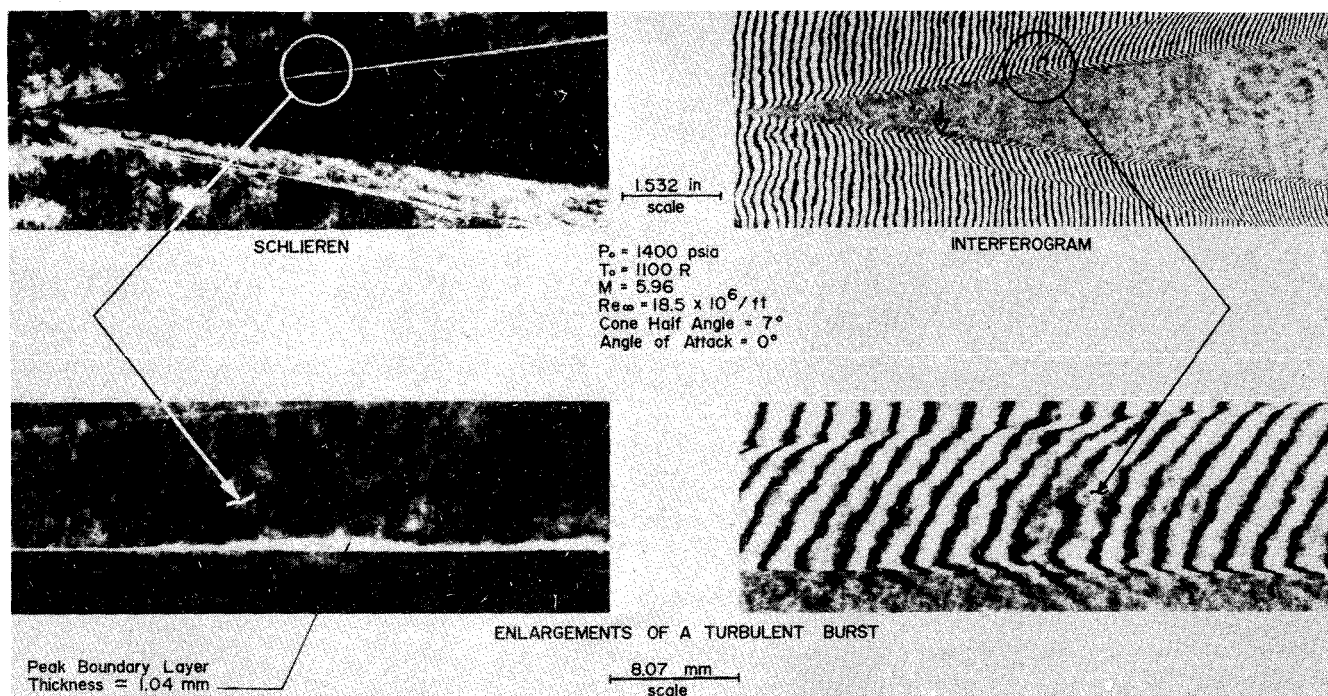 1.532 in
scale
SCHLIEREN
INTERFEROGRAM
P₀ = 1400 psia
T₀ = 1100 R
M = 5.96
Re∞ = 18.5 x 10⁶/ft
Cone Half Angle = 7°
Angle of Attack = 0°
ENLARGEMENTS OF A TURBULENT BURST
Peak Boundary Layer
Thickness ≃ 1.04 mm
8.07 mm
scale